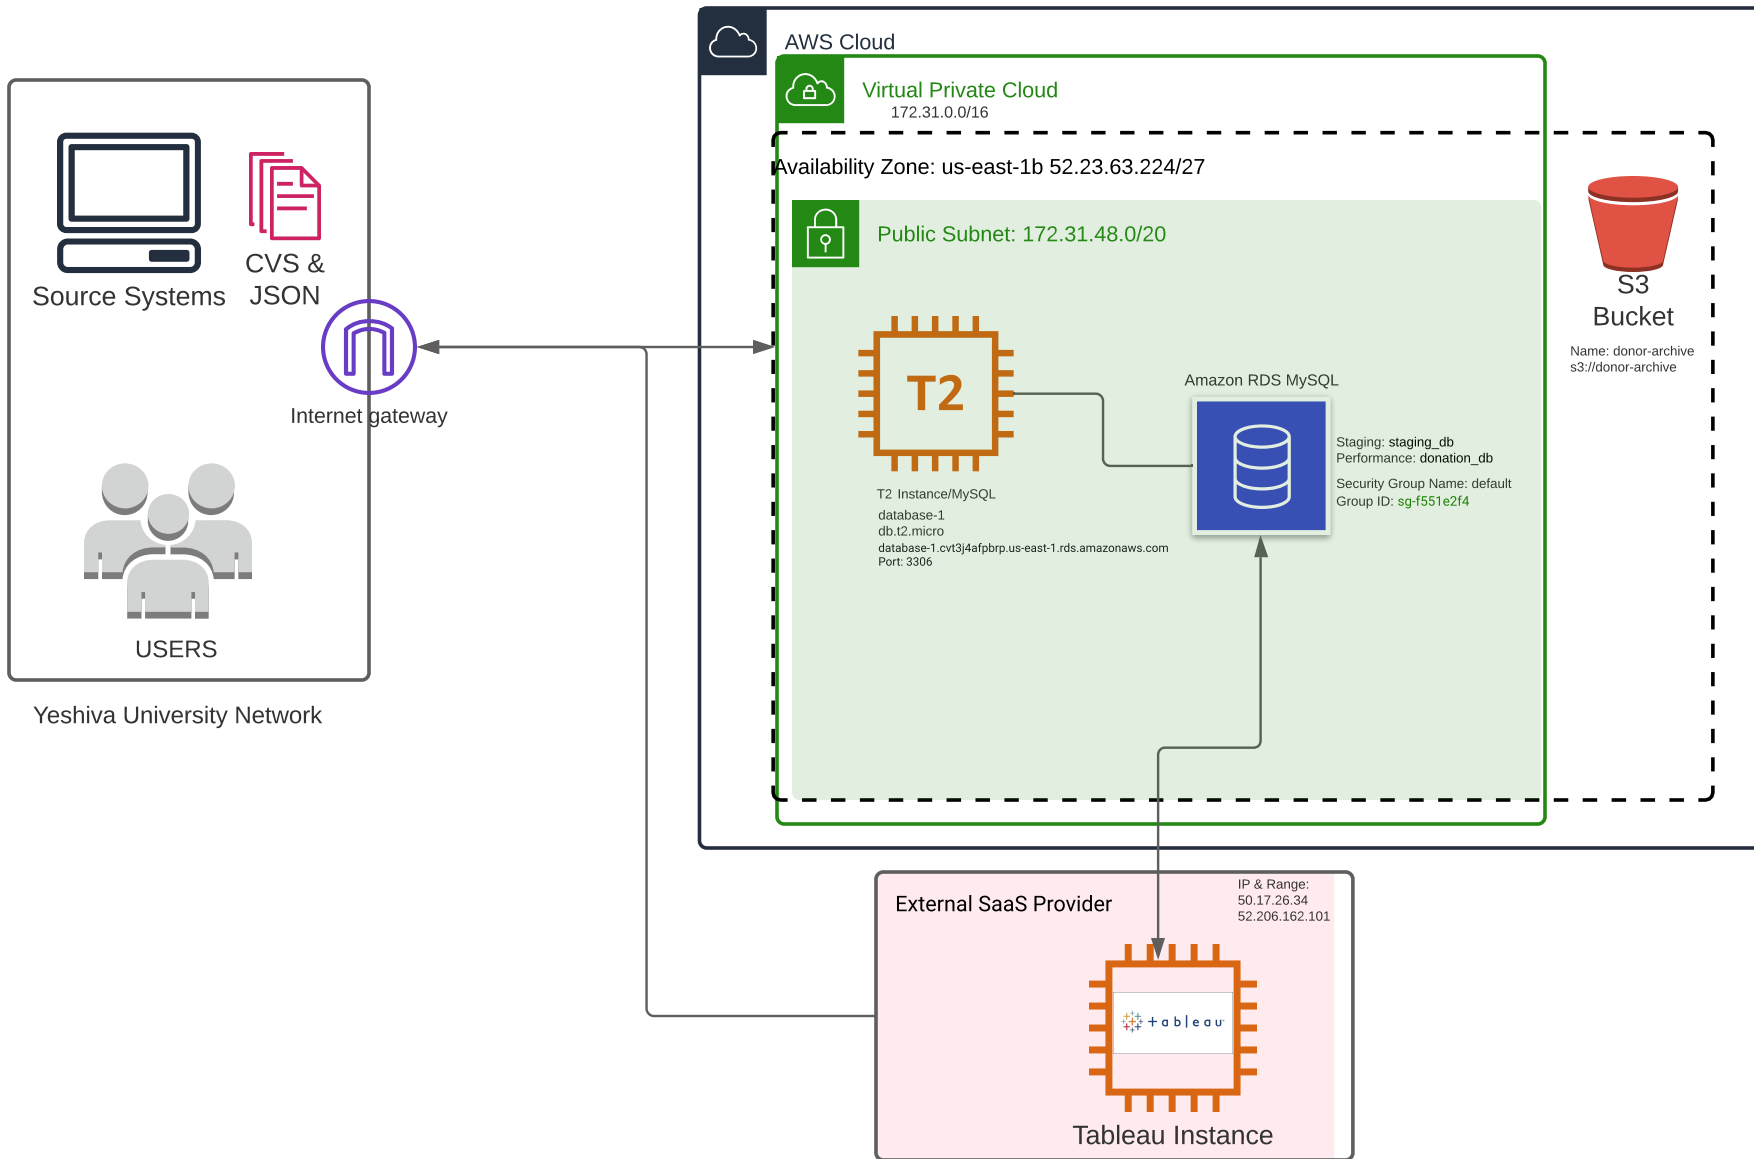 AWS Cloud
Virtual Private Cloud
172.31.0.0/16
Availability Zone: us-east-1b 52.23.63.224/27
Public Subnet: 172.31.48.0/20
Source Systems
CVS &
JSON
Internet gateway
USERS
Yeshiva University Network
T2
T2 Instance/MySQL
database-1
db.t2.micro
database-1.cvt3j4afpbrp.us-east-1.rds.amazonaws.com
Port: 3306
Amazon RDS MySQL
Staging: staging_db
Performance: donation_db
Security Group Name: default
Group ID: sg-f551e2f4
S3
Bucket
Name: donor-archive
s3://donor-archive
External SaaS Provider
IP & Range:
50.17.26.34
52.206.162.101
tableau
Tableau Instance